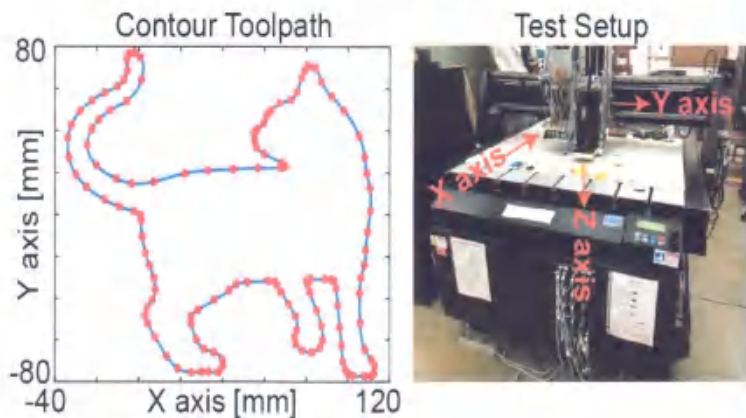 Contour Toolpath
Test Setup
80
Y axis [mm]
-80
-40
X axis [mm]
120
Y axis
X axis
Z axis